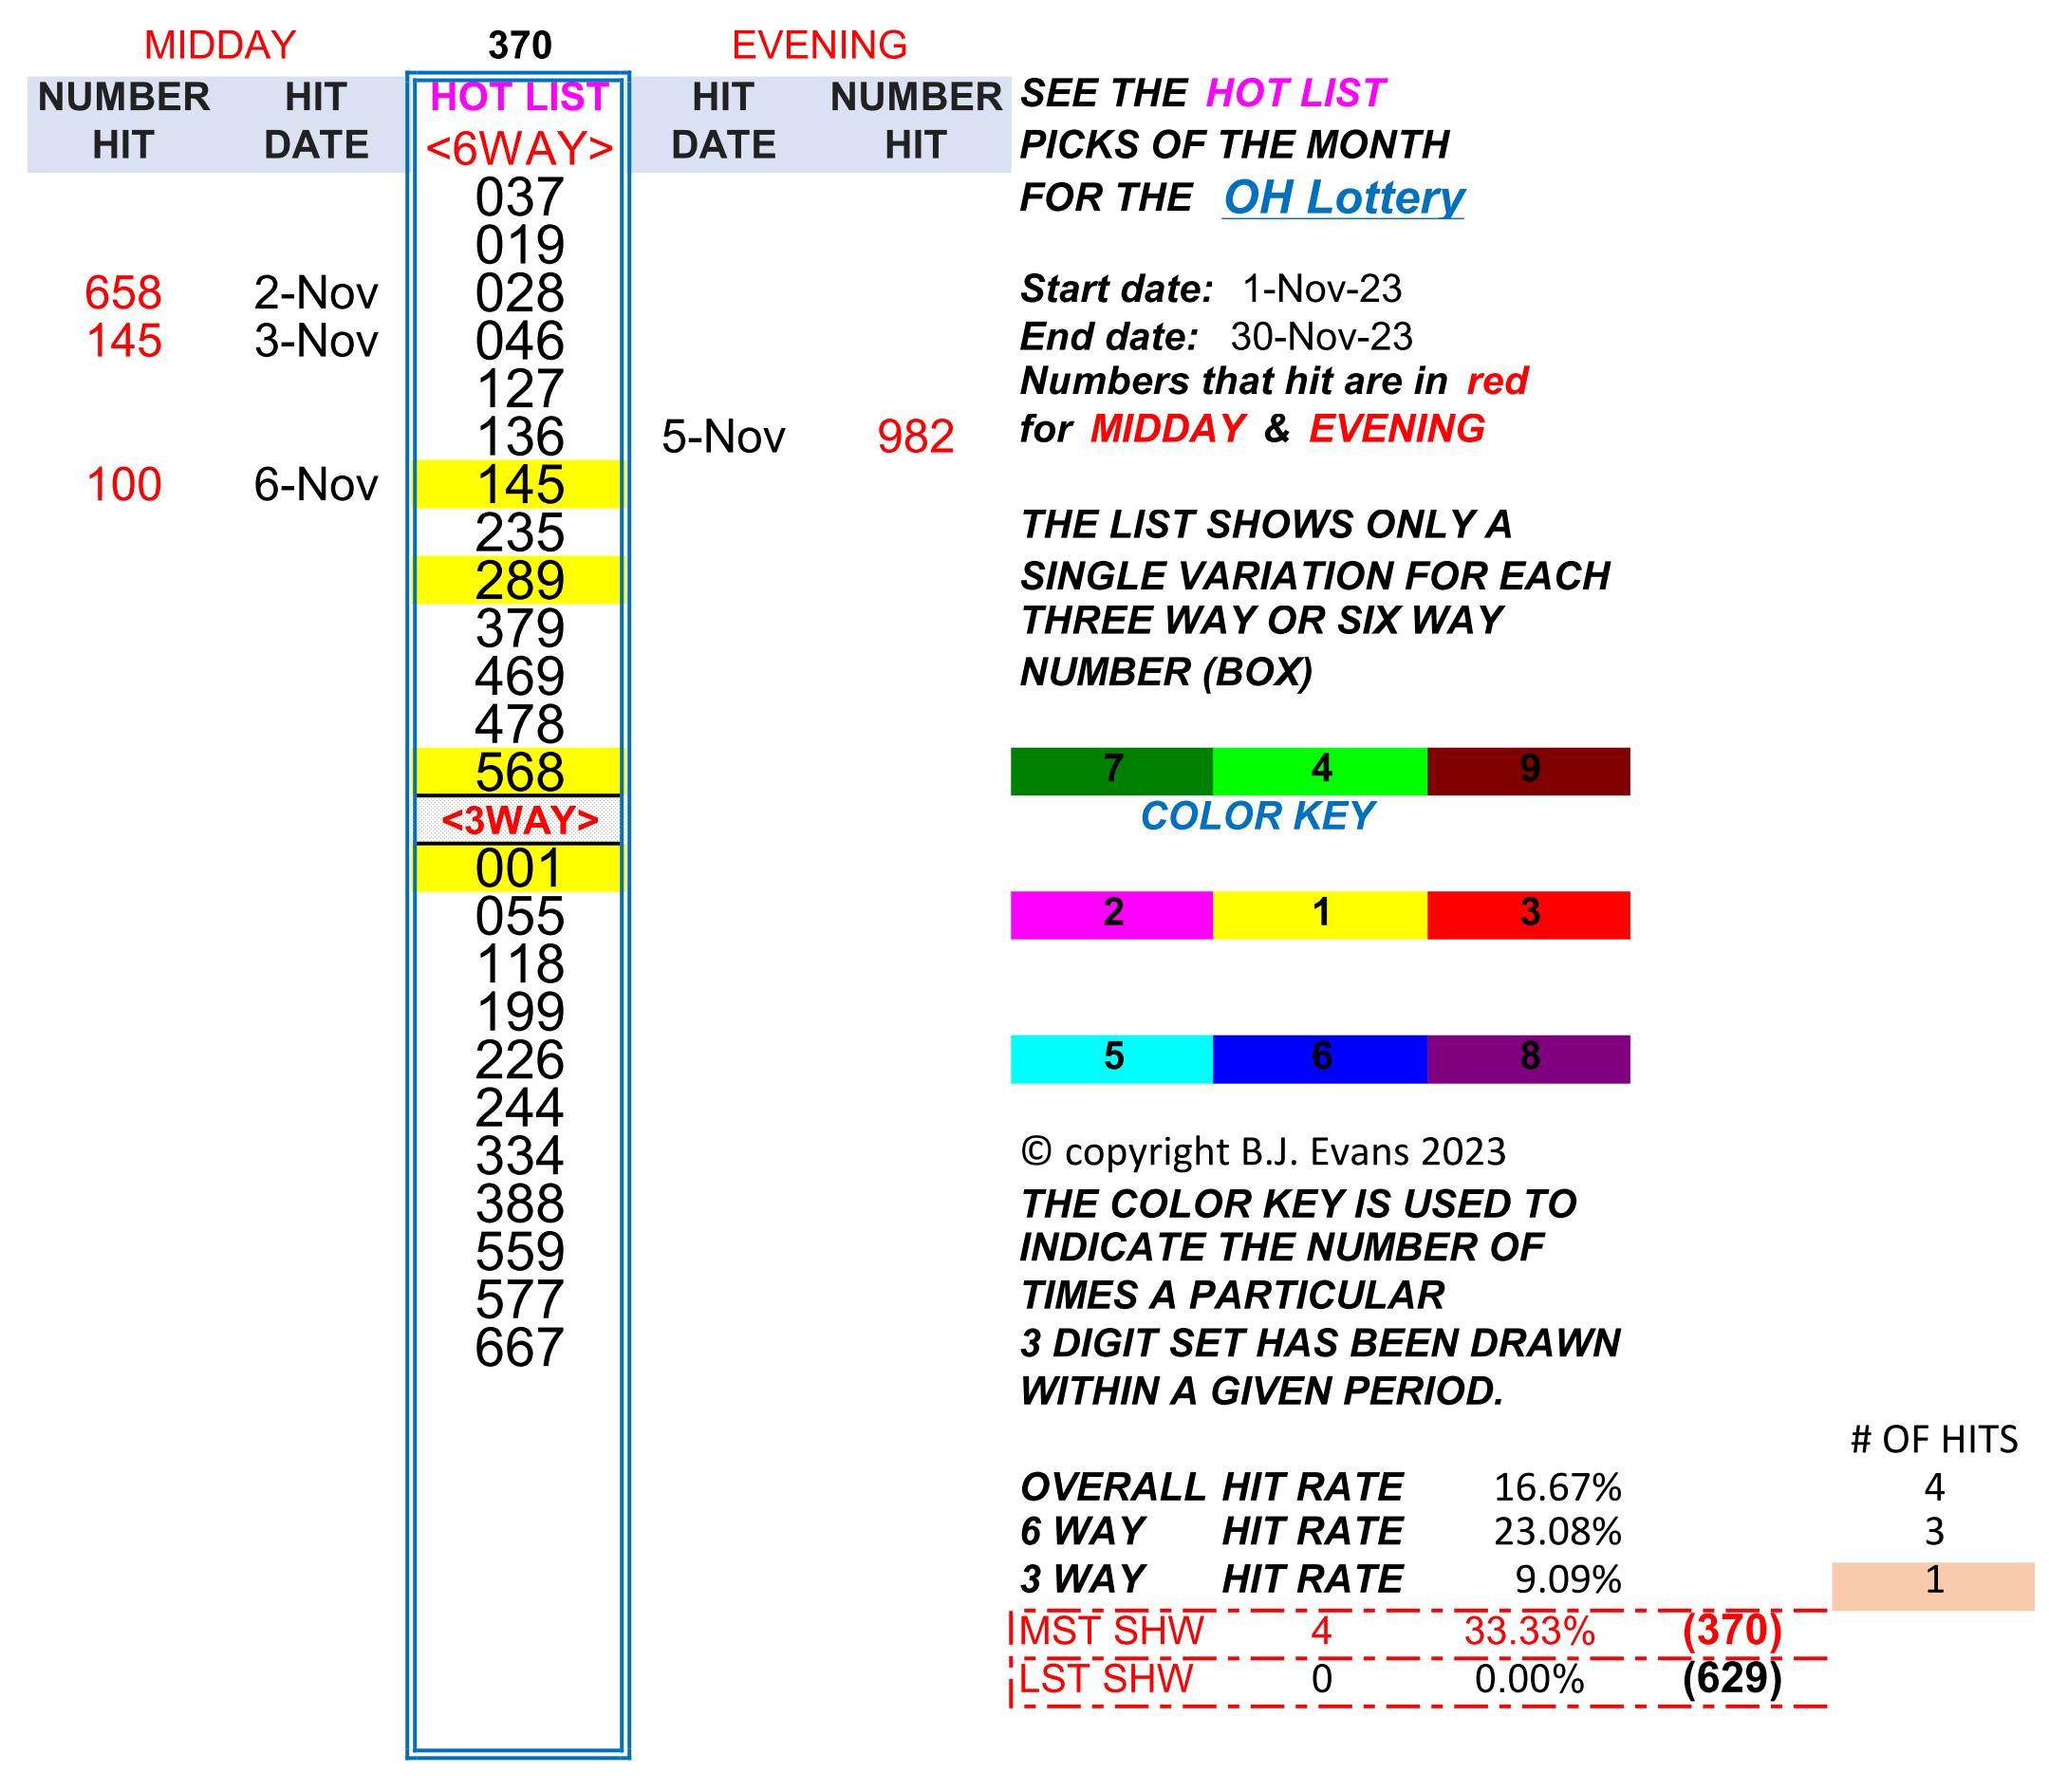 MIDDAY 370 EVENING
NUMBER HIT HOT LIST HIT NUMBER SEE THE HOT LIST
HIT DATE <6WAY> DATE HIT PICKS OF THE MONTH
037 FOR THE OH Lottery
019
658 2-Nov 028 Start date: 1-Nov-23
145 3-Nov 046 End date: 30-Nov-23
127 Numbers that hit are in red
136 5-Nov 982 for MIDDAY & EVENING
100 6-Nov 145
235 THE LIST SHOWS ONLY A
289 SINGLE VARIATION FOR EACH
379 THREE WAY OR SIX WAY
469 NUMBER (BOX)
478
568 7 4 9
<3WAY> COLOR KEY
001
055 2 1 3
118
199
226 5 6 8
244
334 © copyright B.J. Evans 2023
388 THE COLOR KEY IS USED TO
559 INDICATE THE NUMBER OF
577 TIMES A PARTICULAR
667 3 DIGIT SET HAS BEEN DRAWN
WITHIN A GIVEN PERIOD.
# OF HITS
OVERALL HIT RATE 16.67% 4
6 WAY HIT RATE 23.08% 3
3 WAY HIT RATE 9.09% 1
MST SHW 4 33.33% (370)
LST SHW 0 0.00% (629)